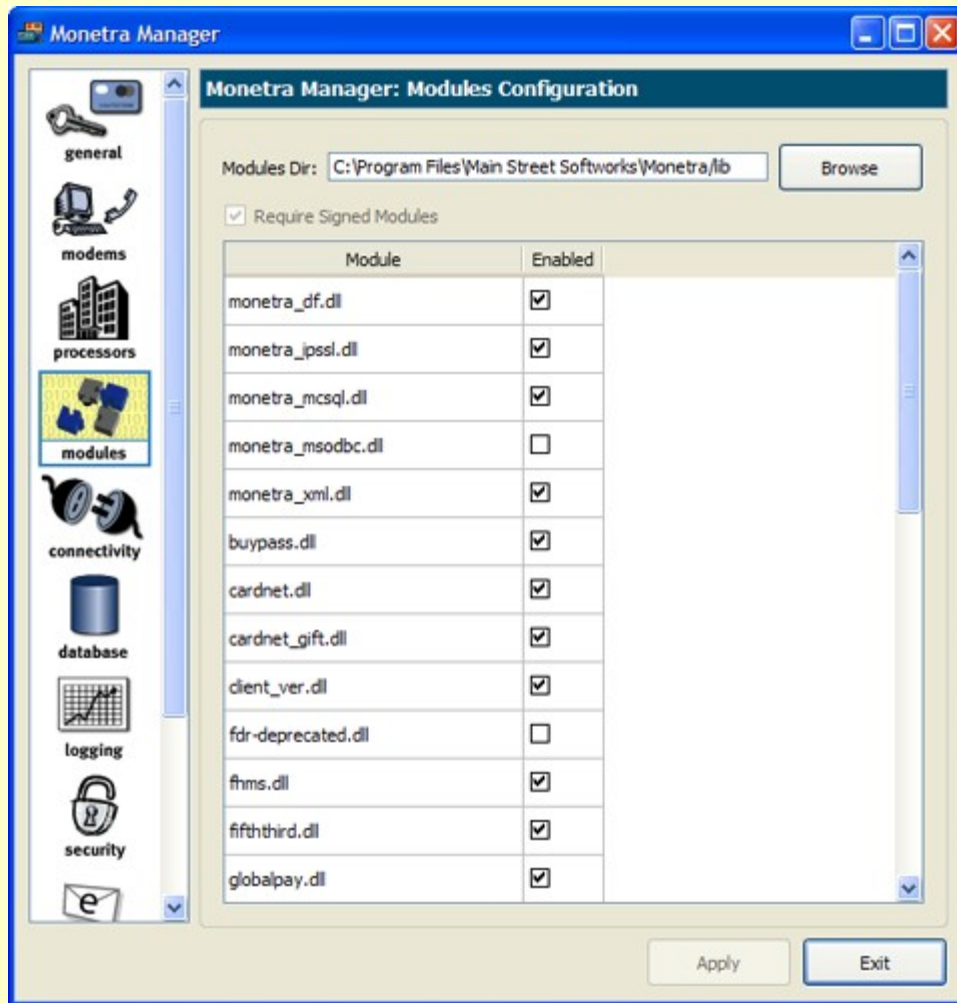 Monetra Manager
general
modems
processors
modules
connectivity
database
logging
security
e
Monetra Manager: Modules Configuration
Modules Dir: C:\Program Files\Main Street Softworks\Monetra/lib Browse
Require Signed Modules
Module Enabled
monetra_df.dll
monetra_ipssl.dll
monetra_mcsql.dll
monetra_msodbc.dll
monetra_xml.dll
buypass.dll
cardnet.dll
cardnet_gift.dll
client_ver.dll
fdr-deprecated.dll
fhms.dll
fifththird.dll
globalpay.dll
Apply Exit